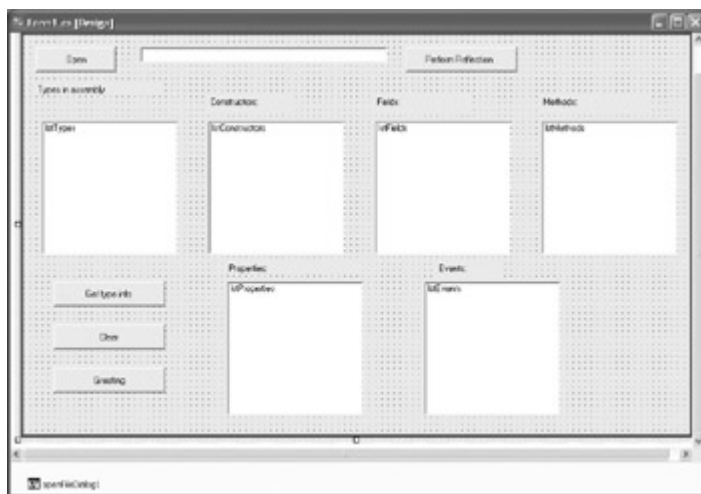 Form1.cs [Design]
Open
Perform Reflection
Types in assembly
Constructors:
Fields:
Methods:
lstTypes
lstConstructors
lstFields
lstMethods
Properties:
Events:
Get type info
lstProperties
lstEvents
Clear
Greeting
openFileDialog1